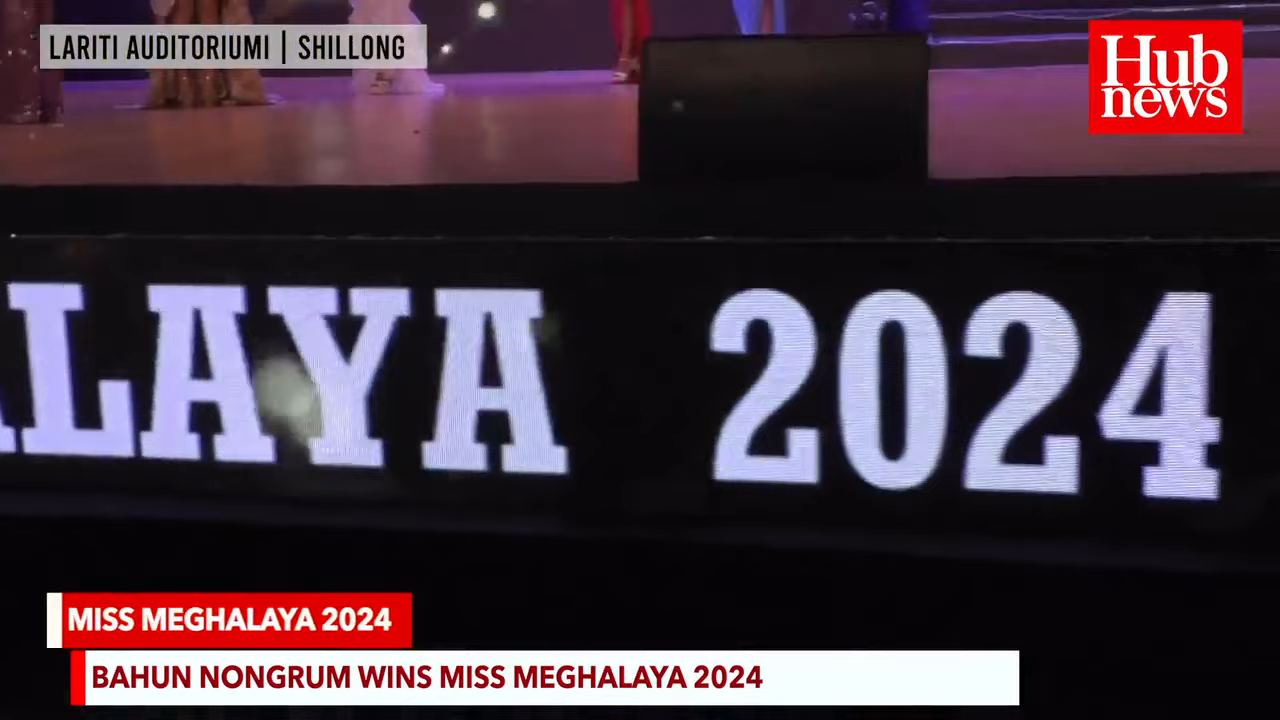 LARITI AUDITORIUMI | SHILLONG
Hub
news
LAYA 2024
MISS MEGHALAYA 2024
BAHUN NONGRUM WINS MISS MEGHALAYA 2024